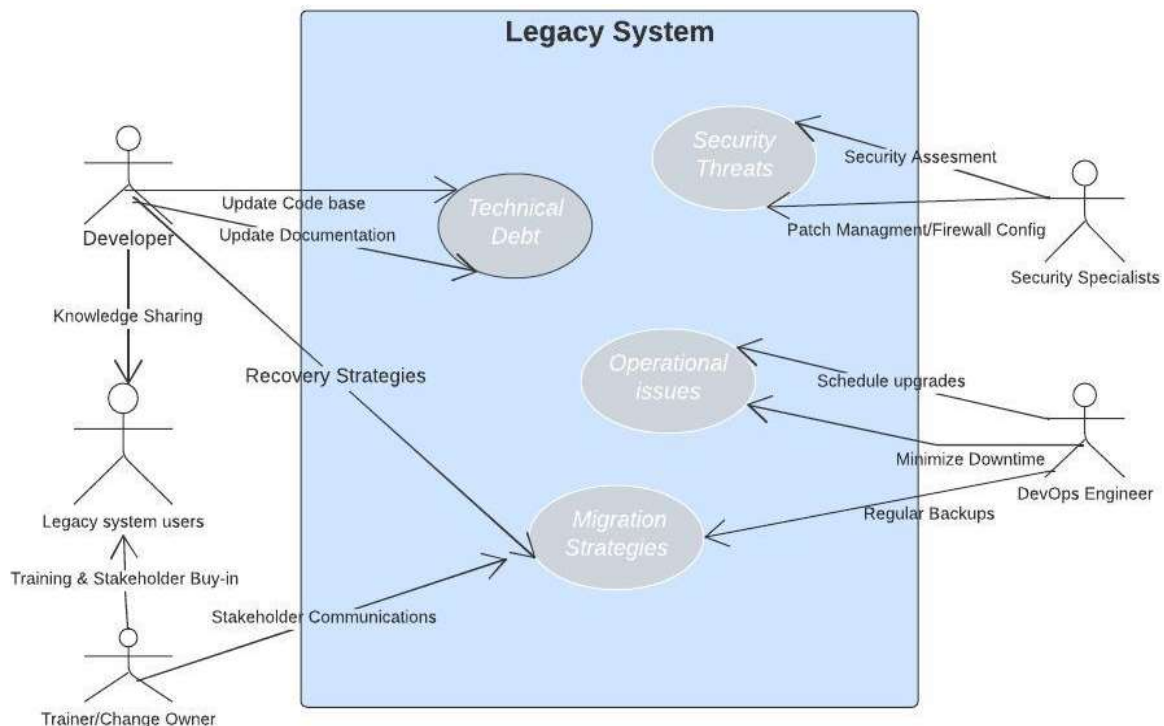 Legacy System
Security
Threats
Security Assesment
Update Code base
Technical
Debt
Developer
Update Documentation
Patch Managment/Firewall Config
Security Specialists
Knowledge Sharing
Operational
issues
Recovery Strategies
Schedule upgrades
Minimize Downtime
DevOps Engineer
Legacy system users
Migration
Strategies
Regular Backups
Training & Stakeholder Buy-in
Stakeholder Communications
Trainer/Change Owner